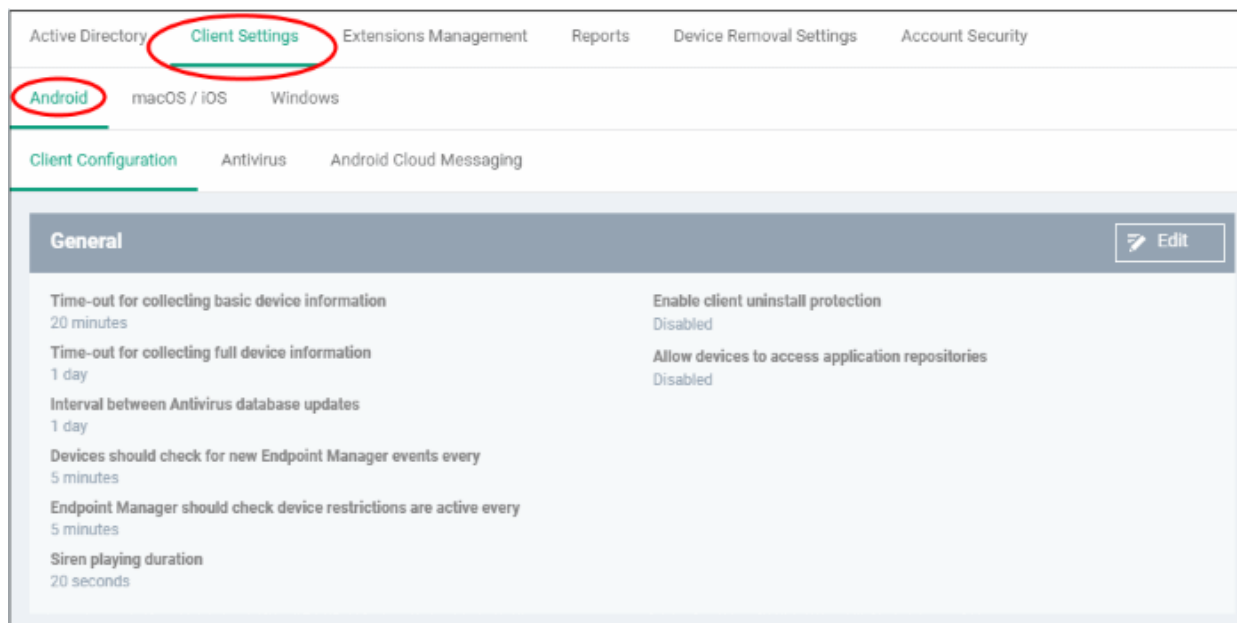 Active Directory Client Settings Extensions Management Reports Device Removal Settings Account Security
Android macOS / iOS Windows
Client Configuration Antivirus Android Cloud Messaging
General Edit
Time-out for collecting basic device information
20 minutes
Time-out for collecting full device information
1 day
Interval between Antivirus database updates
1 day
Devices should check for new Endpoint Manager events every
5 minutes
Endpoint Manager should check device restrictions are active every
5 minutes
Siren playing duration
20 seconds
Enable client uninstall protection
Disabled
Allow devices to access application repositories
Disabled